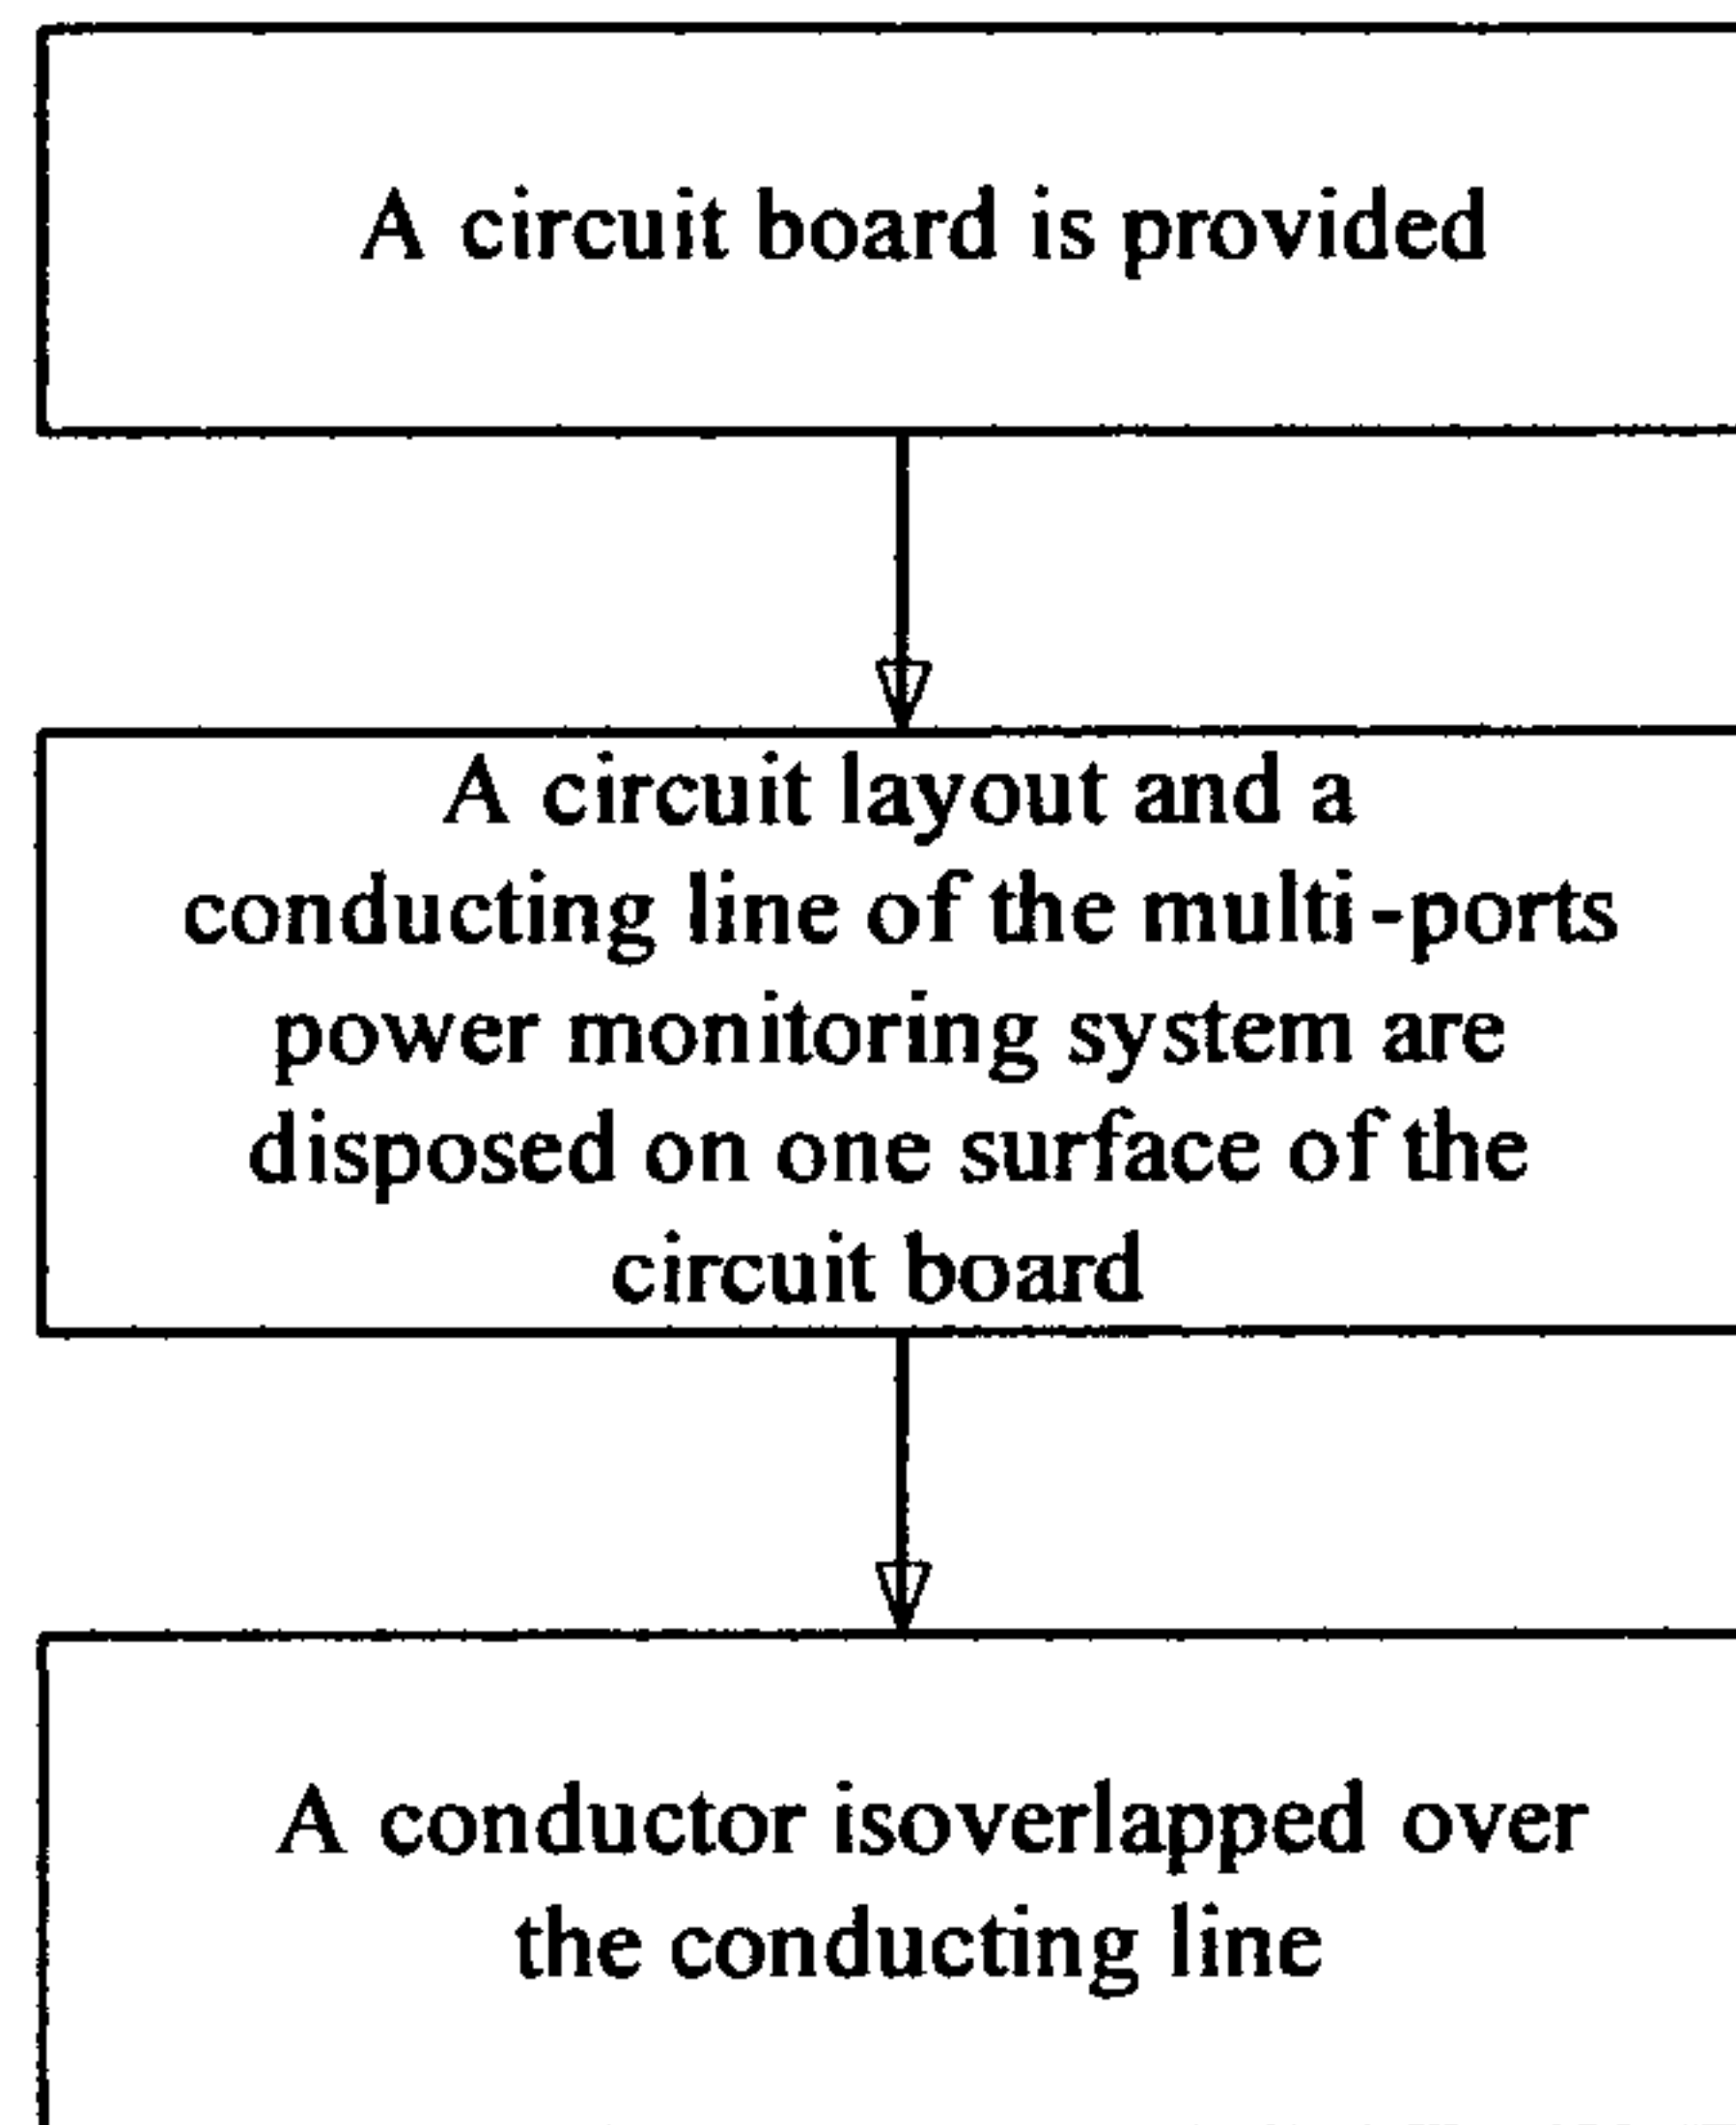 A circuit board is provided
A circuit layout and a
conducting line of the multi-ports
power monitoring system are
disposed on one surface of the
circuit board
A conductor isoverlapped over
the conducting line